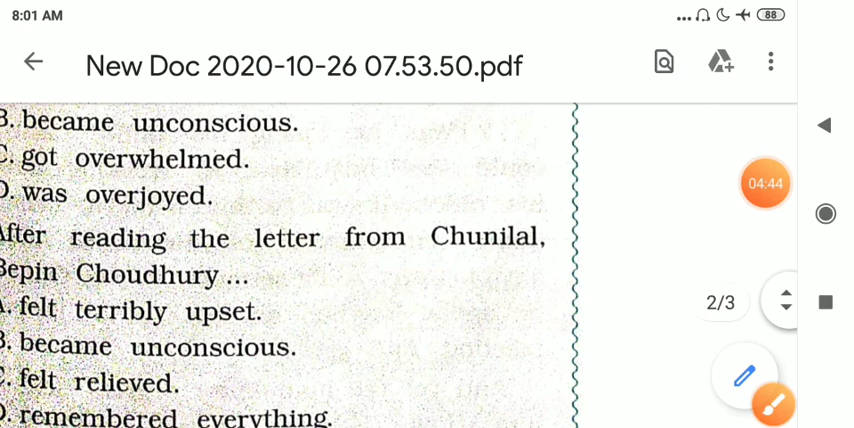 8:01 AM
88
New Doc 2020-10-26 07.53.50.pdf
B. became unconscious.
C. got overwhelmed.
D. was overjoyed.
04:44
After reading the letter from Chunilal,
Bepin Choudhury ...
A. felt terribly upset.
2/3
B. became unconscious.
C. felt relieved.
D. remembered everything.